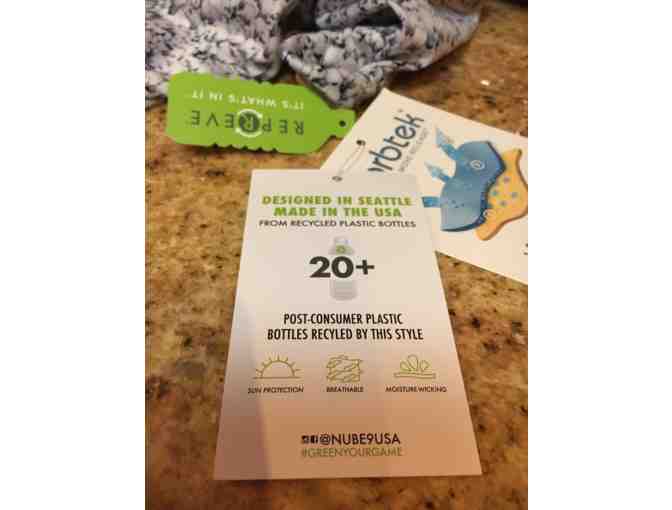 IT'S WHAT'S IN IT
REPREVE
rbtek
DESIGNED IN SEATTLE
MADE IN THE USA
FROM RECYCLED PLASTIC BOTTLES
20+
POST-CONSUMER PLASTIC
BOTTLES RECYLED BY THIS STYLE
SUN PROTECTION
BREATHABLE
MOISTURE WICKING
@NUBE9USA
#GREENYOURGAME